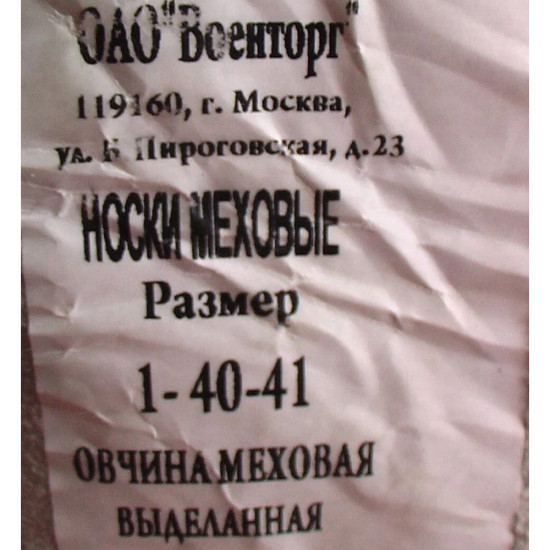 ОАО "Военторг"
119160, г. Москва,
ул. Б Пироговская, д.23
НОСКИ МЕХОВЫЕ
Размер
1- 40-41
ОВЧИНА МЕХОВАЯ
ВЫДЕЛАННАЯ